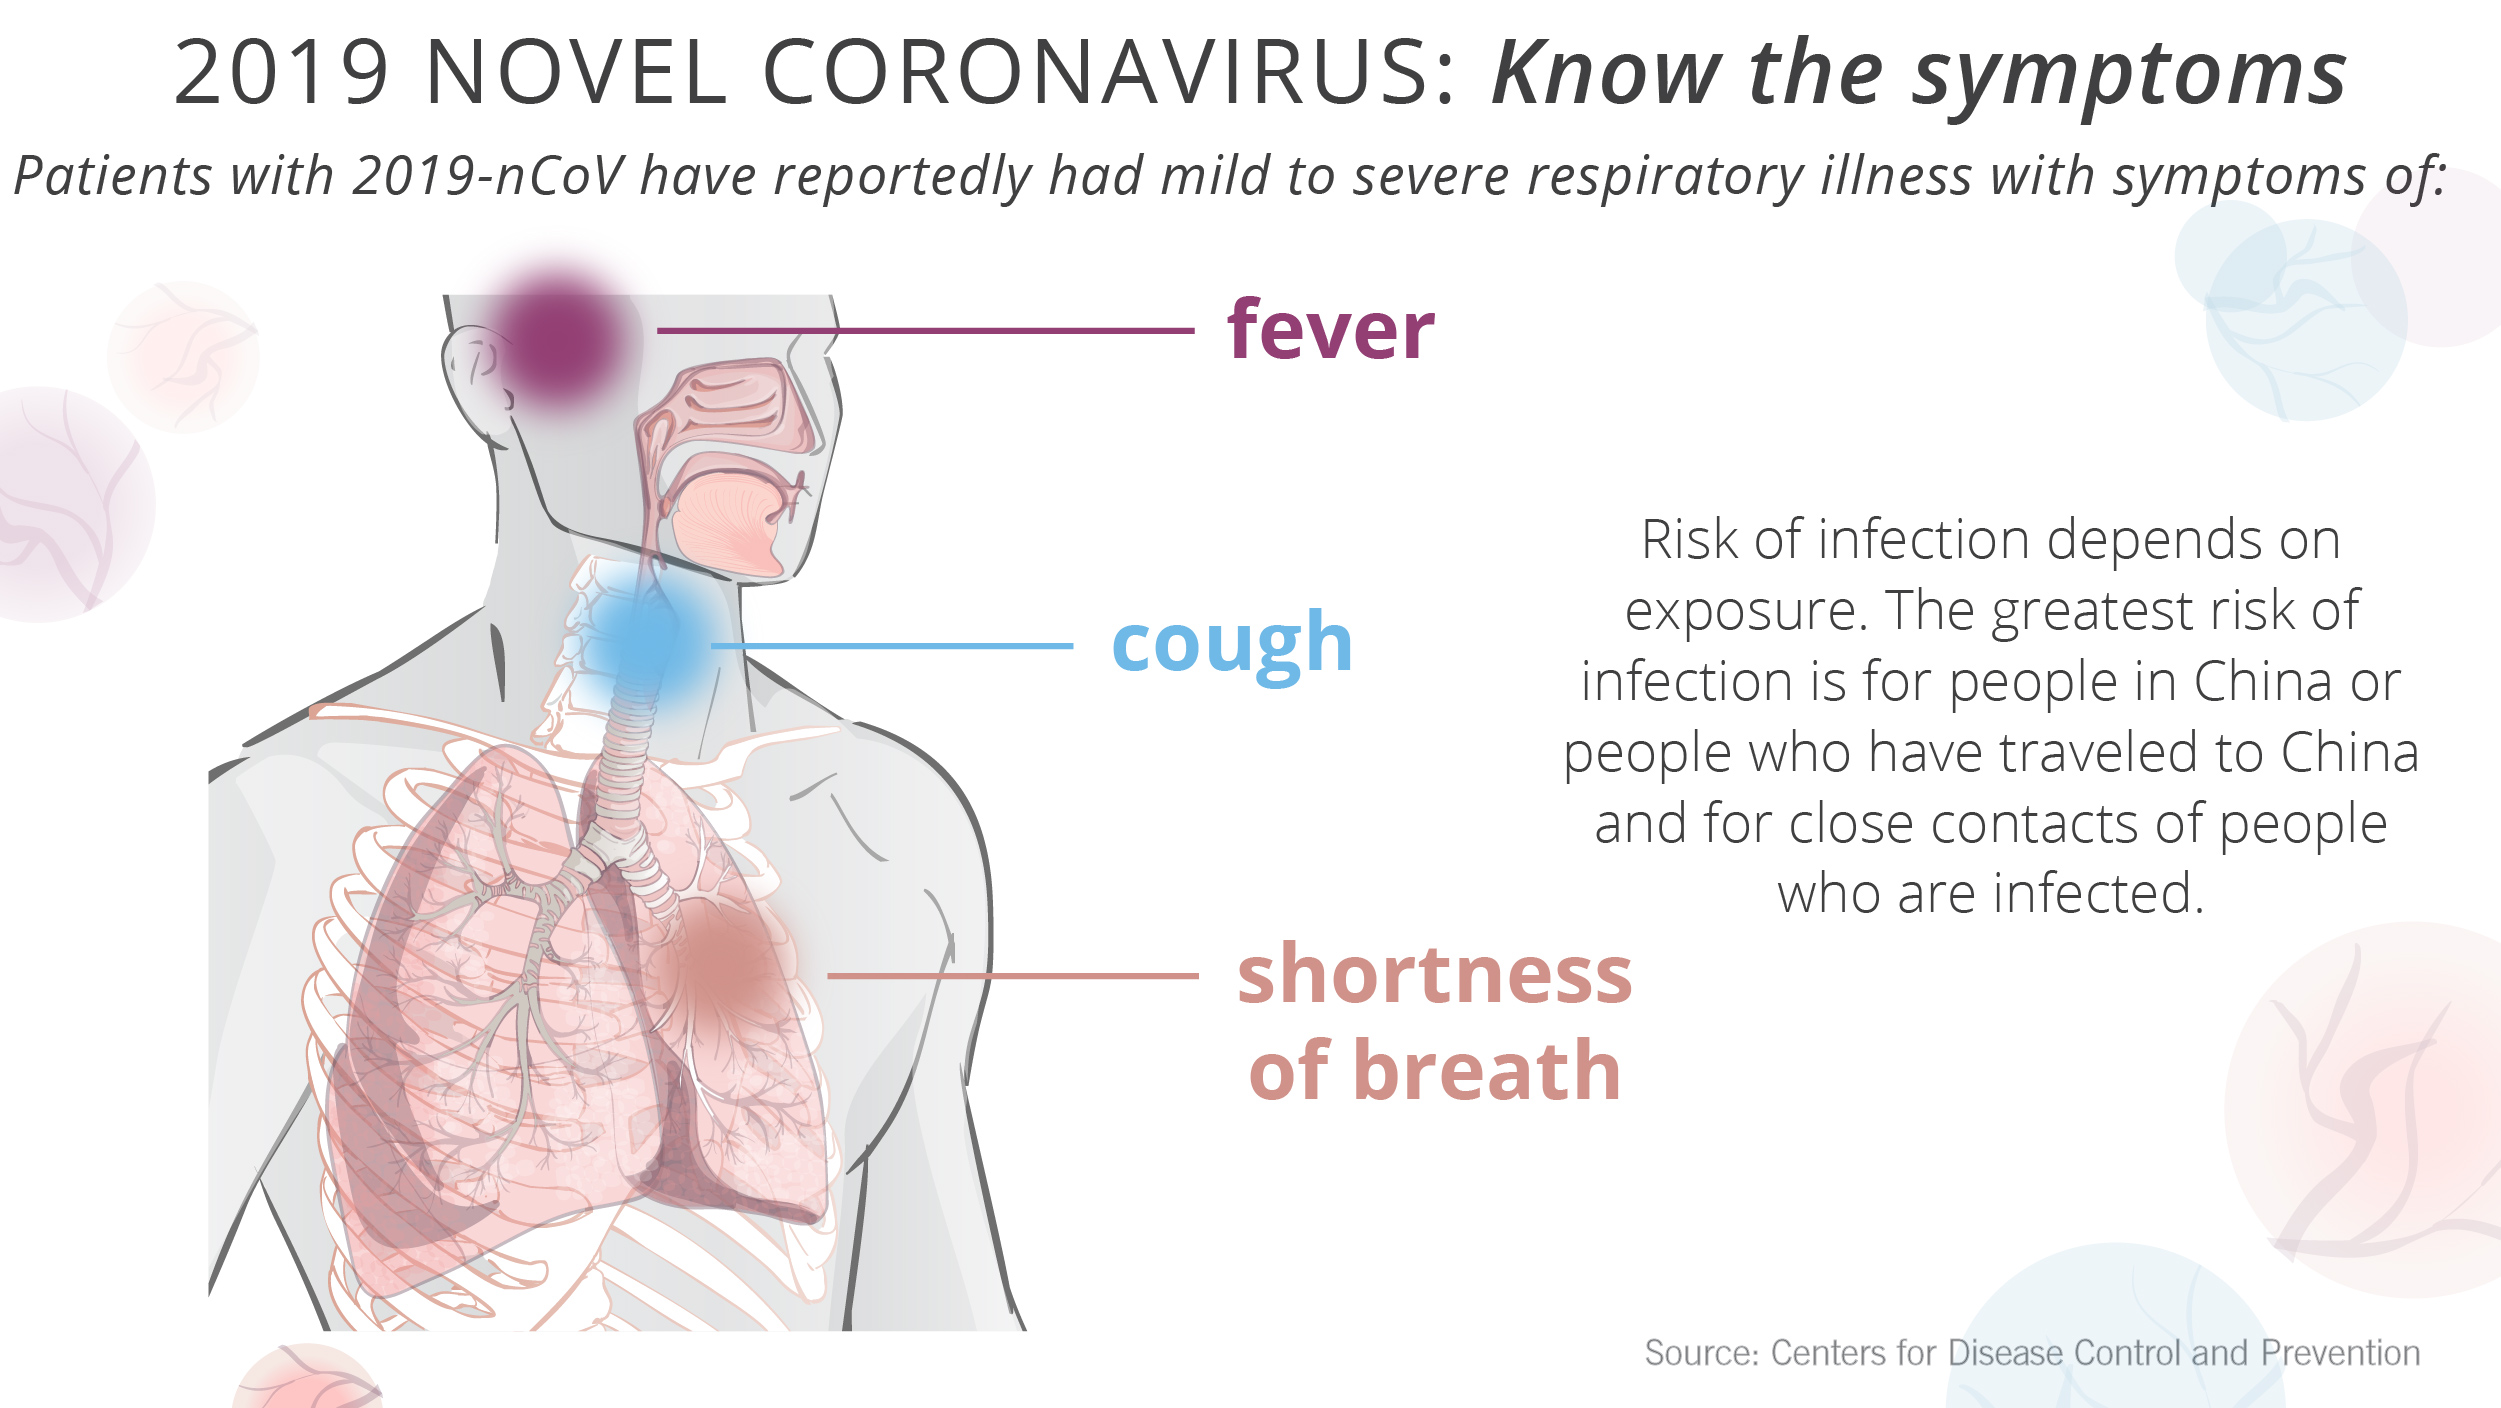 2019 NOVEL CORONAVIRUS: Know the symptoms
Patients with 2019-nCoV have reportedly had mild to severe respiratory illness with symptoms of:
fever
cough
shortness
of breath
Risk of infection depends on
exposure. The greatest risk of
infection is for people in China or
people who have traveled to China
and for close contacts of people
who are infected.
Source: Centers for Disease Control and Prevention